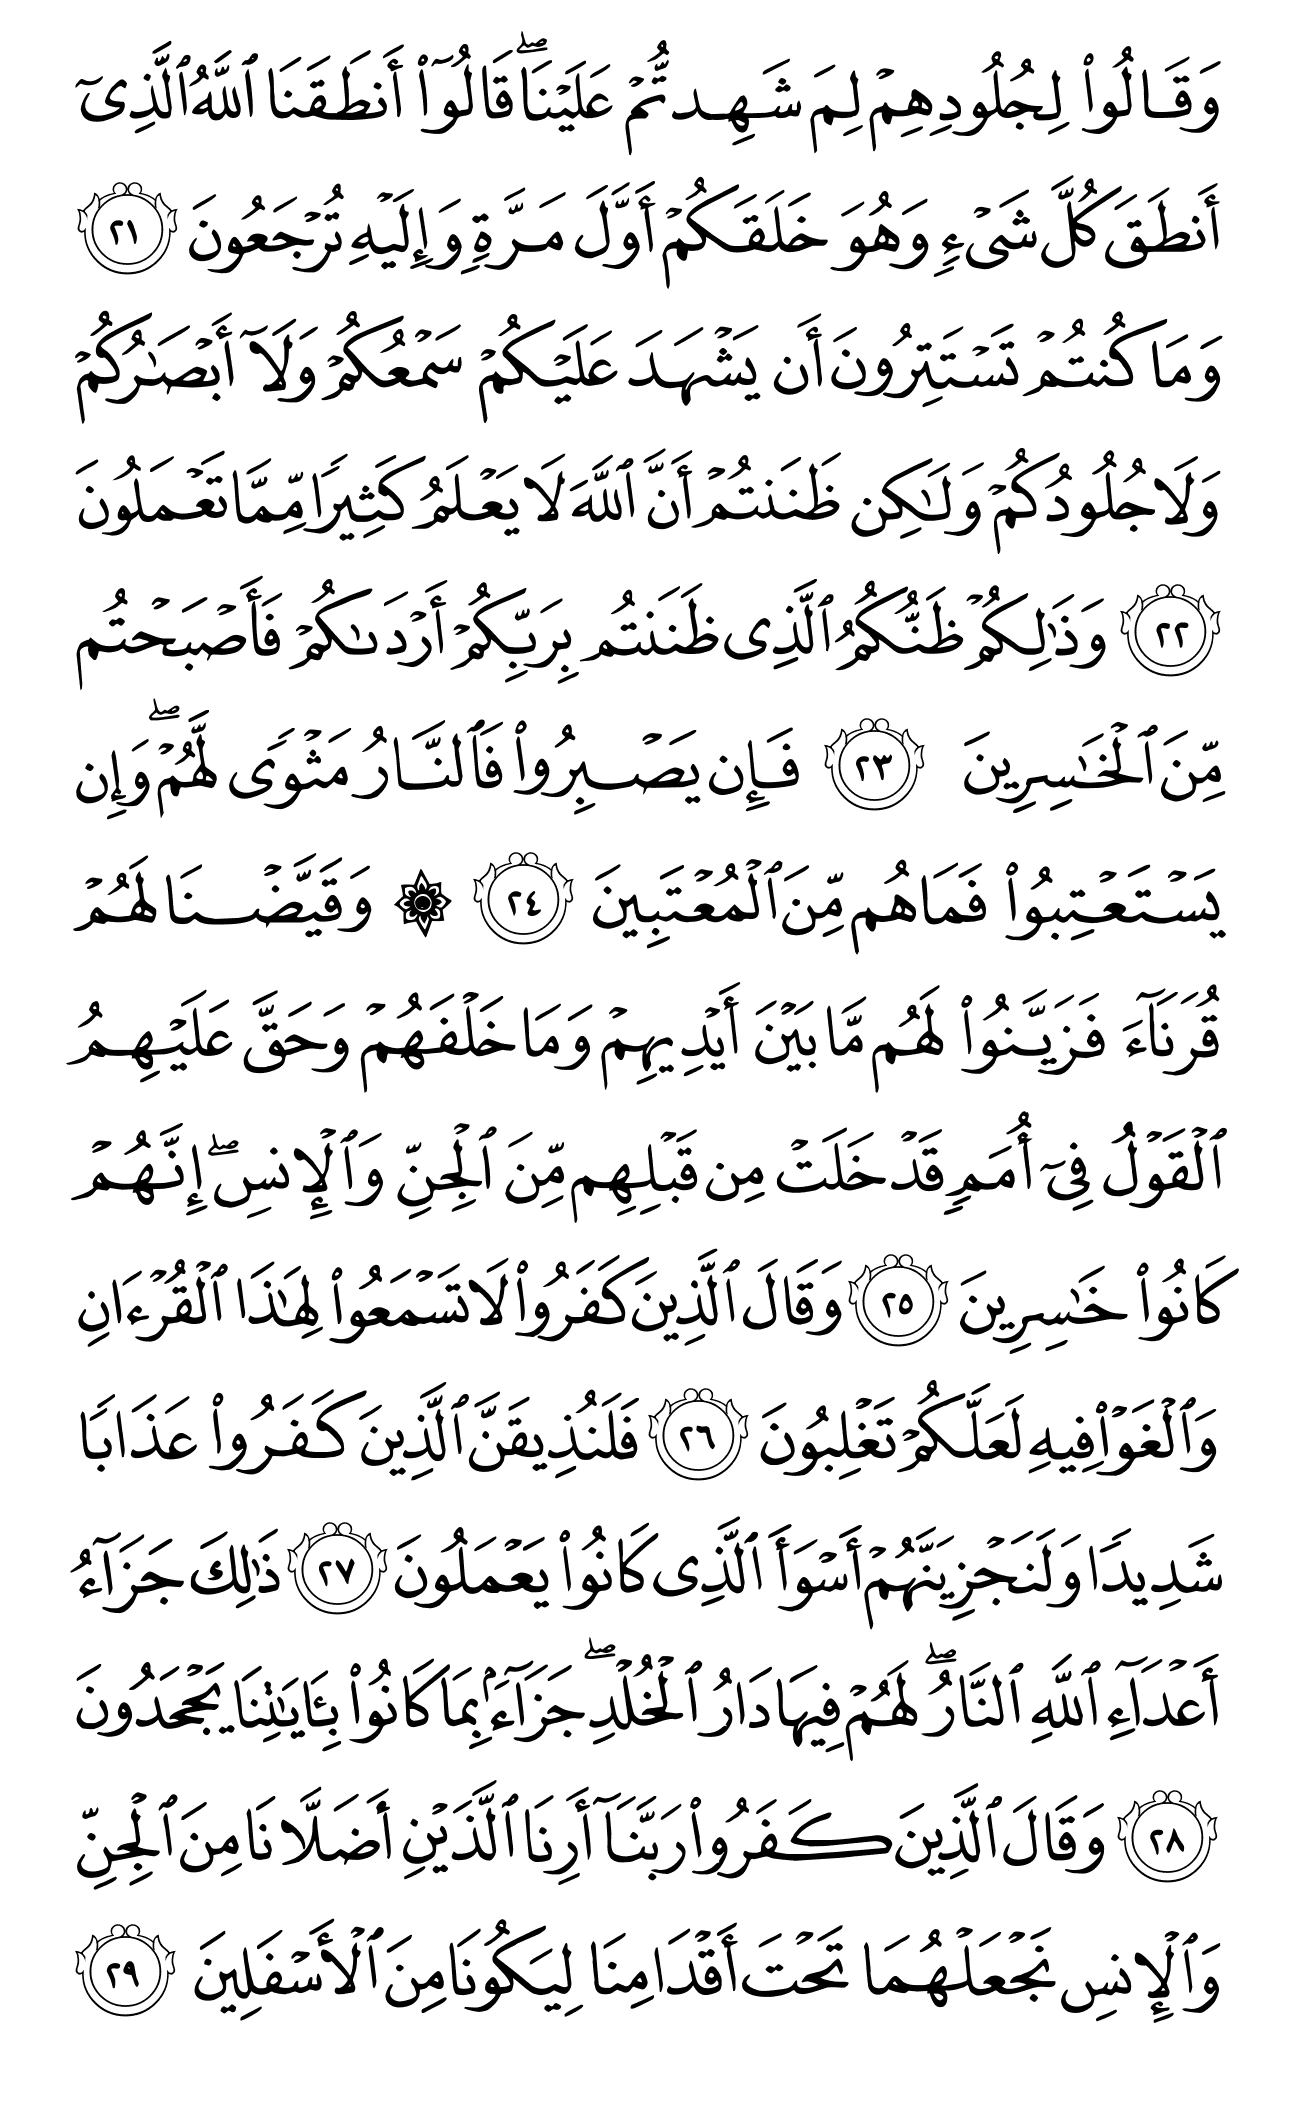 وَقَالُوا۟ لِجُلُودِهِمْ لِمَ شَهِدتُّمْ عَلَيْنَا ۖ قَالُوٓا۟ أَنطَقَنَا ٱللَّهُ ٱلَّذِىٓ
أَنطَقَ كُلَّ شَىْءٍ وَهُوَ خَلَقَكُمْ أَوَّلَ مَرَّةٍ وَإِلَيْهِ تُرْجَعُونَ ٢١
وَمَا كُنتُمْ تَسْتَتِرُونَ أَن يَشْهَدَ عَلَيْكُمْ سَمْعُكُمْ وَلَآ أَبْصَـٰرُكُمْ
وَلَا جُلُودُكُمْ وَلَـٰكِن ظَنَنتُمْ أَنَّ ٱللَّهَ لَا يَعْلَمُ كَثِيرًا مِّمَّا تَعْمَلُونَ
٢٢ وَذَٰلِكُمْ ظَنُّكُمُ ٱلَّذِى ظَنَنتُم بِرَبِّكُمْ أَرْدَىٰكُمْ فَأَصْبَحْتُم
مِّنَ ٱلْخَـٰسِرِينَ ٢٣ فَإِن يَصْبِرُوا۟ فَٱلنَّارُ مَثْوًى لَّهُمْ ۖ وَإِن
يَسْتَعْتِبُوا۟ فَمَا هُم مِّنَ ٱلْمُعْتَبِينَ ٢٤ ۞ وَقَيَّضْنَا لَهُمْ
قُرَنَآءَ فَزَيَّنُوا۟ لَهُم مَّا بَيْنَ أَيْدِيهِمْ وَمَا خَلْفَهُمْ وَحَقَّ عَلَيْهِمُ
ٱلْقَوْلُ فِىٓ أُمَمٍ قَدْ خَلَتْ مِن قَبْلِهِم مِّنَ ٱلْجِنِّ وَٱلْإِنسِ ۖ إِنَّهُمْ
كَانُوا۟ خَـٰسِرِينَ ٢٥ وَقَالَ ٱلَّذِينَ كَفَرُوا۟ لَا تَسْمَعُوا۟ لِهَـٰذَا ٱلْقُرْءَانِ
وَٱلْغَوْا۟ فِيهِ لَعَلَّكُمْ تَغْلِبُونَ ٢٦ فَلَنُذِيقَنَّ ٱلَّذِينَ كَفَرُوا۟ عَذَابًا
شَدِيدًا وَلَنَجْزِيَنَّهُمْ أَسْوَأَ ٱلَّذِى كَانُوا۟ يَعْمَلُونَ ٢٧ ذَٰلِكَ جَزَآءُ
أَعْدَآءِ ٱللَّهِ ٱلنَّارُ ۖ لَهُمْ فِيهَا دَارُ ٱلْخُلْدِ ۖ جَزَآءًۢ بِمَا كَانُوا۟ بِـَٔايَـٰتِنَا يَجْحَدُونَ
٢٨ وَقَالَ ٱلَّذِينَ كَفَرُوا۟ رَبَّنَآ أَرِنَا ٱلَّذَيْنِ أَضَلَّانَا مِنَ ٱلْجِنِّ
وَٱلْإِنسِ نَجْعَلْهُمَا تَحْتَ أَقْدَامِنَا لِيَكُونَا مِنَ ٱلْأَسْفَلِينَ ٢٩